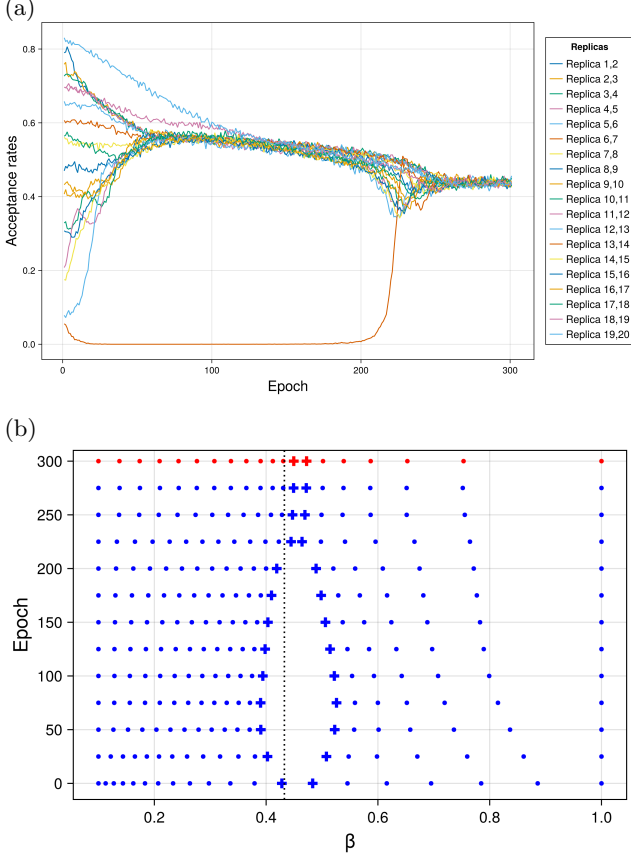 (a)
0.8
0.6
0.4
0.2
0.0
Acceptance rates
0
100
200
300
Epoch
Replicas
Replica 1,2
Replica 2,3
Replica 3,4
Replica 4,5
Replica 5,6
Replica 6,7
Replica 7,8
Replica 8,9
Replica 9,10
Replica 10,11
Replica 11,12
Replica 12,13
Replica 13,14
Replica 14,15
Replica 15,16
Replica 16,17
Replica 17,18
Replica 18,19
Replica 19,20
(b)
300
250
200
150
100
50
0
Epoch
0.2
0.4
0.6
0.8
1.0
β